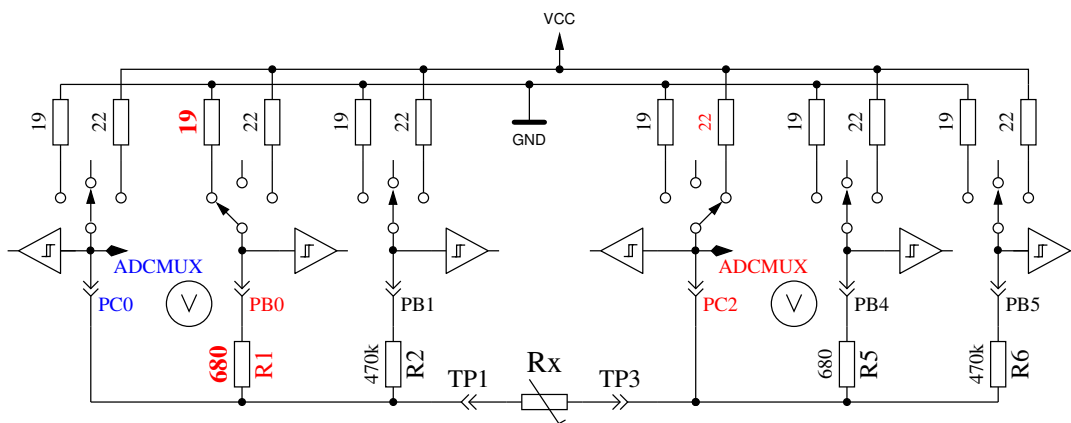 VCC
19
22
19
22
19
22
GND
19
22
19
22
19
22
ADCMUX
ADCMUX
PC0
V
PB0
PB1
PC2
V
PB4
PB5
680
R1
470k
R2
TP1
Rx
TP3
680
R5
470k
R6